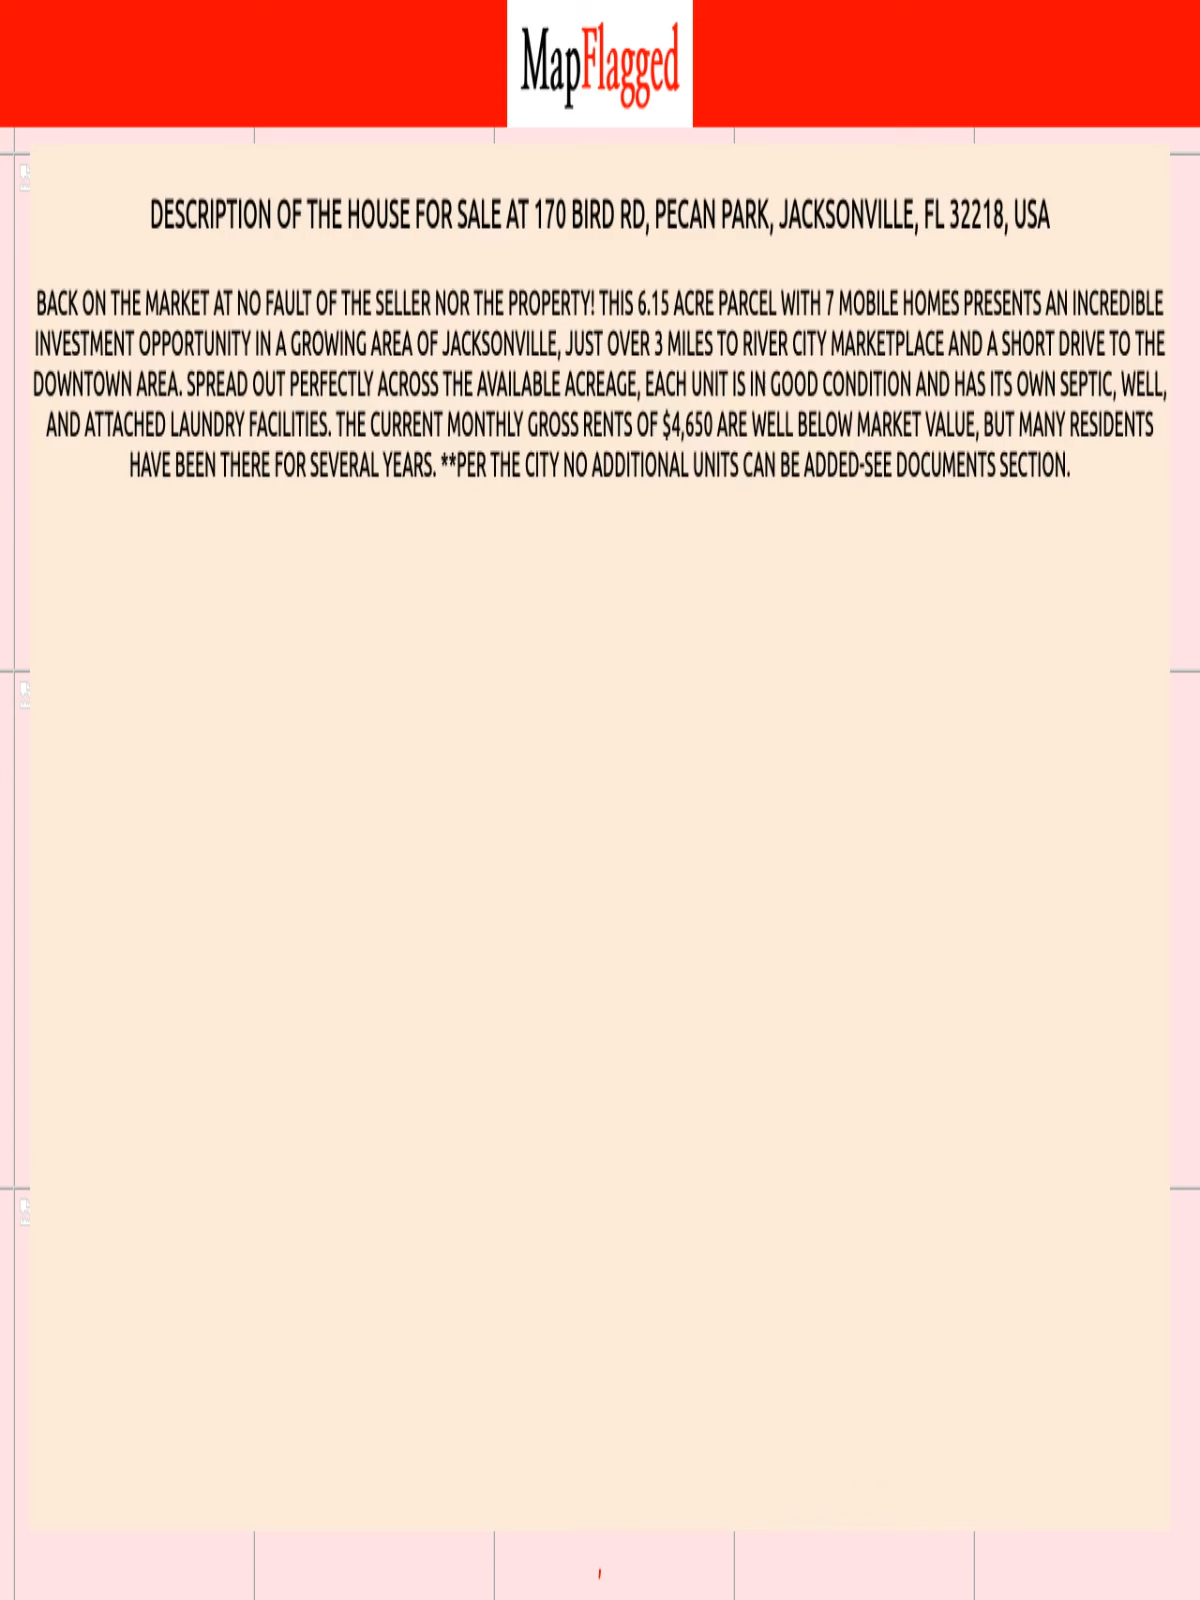 MapFlagged
DESCRIPTION OF THE HOUSE FOR SALE AT 170 BIRD RD, PECAN PARK, JACKSONVILLE, FL 32218, USA
BACK ON THE MARKET AT NO FAULT OF THE SELLER NOR THE PROPERTY! THIS 6.15 ACRE PARCEL WITH 7 MOBILE HOMES PRESENTS AN INCREDIBLE
INVESTMENT OPPORTUNITY IN A GROWING AREA OF JACKSONVILLE, JUST OVER 3 MILES TO RIVER CITY MARKETPLACE AND A SHORT DRIVE TO THE
DOWNTOWN AREA. SPREAD OUT PERFECTLY ACROSS THE AVAILABLE ACREAGE, EACH UNIT IS IN GOOD CONDITION AND HAS ITS OWN SEPTIC, WELL,
AND ATTACHED LAUNDRY FACILITIES. THE CURRENT MONTHLY GROSS RENTS OF $4,650 ARE WELL BELOW MARKET VALUE, BUT MANY RESIDENTS
HAVE BEEN THERE FOR SEVERAL YEARS. **PER THE CITY NO ADDITIONAL UNITS CAN BE ADDED-SEE DOCUMENTS SECTION.
,